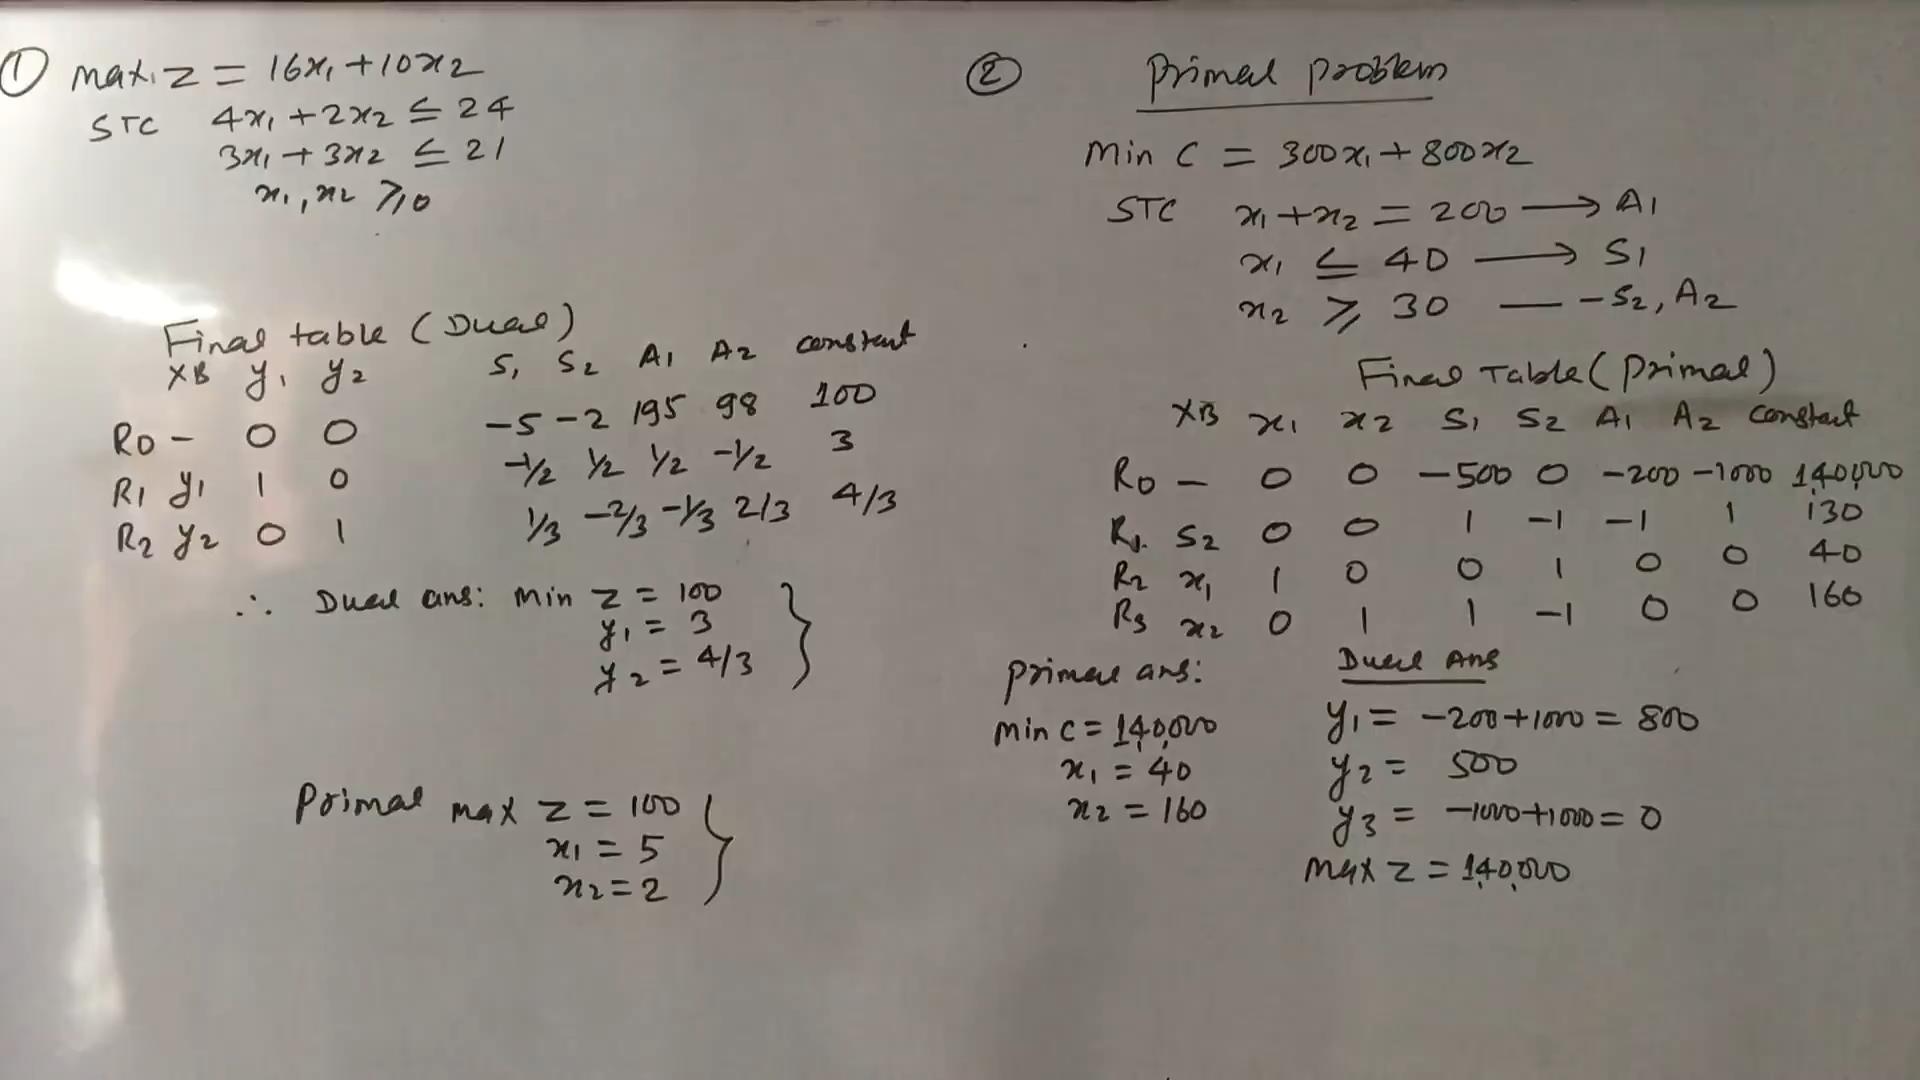 ① max. z = 16x₁ + 10x₂
STC 4x₁ + 2x₂ ≤ 24
3x₁ + 3x₂ ≤ 21
x₁, x₂ ≥ 0
Final table (Dual)
XB y₁ y₂ S₁ S₂ A₁ A₂ constant
R0 – 0 0 -5 -2 195 98 100
R1 y₁ 1 0 -1/2 1/2 1/2 -1/2 3
R2 y₂ 0 1 1/3 -2/3 -1/3 2/3 4/3
∴ Dual ans: Min z = 100
y₁ = 3
y₂ = 4/3
Primal max z = 100
x₁ = 5
x₂ = 2
② Primal problem
Min C = 300x₁ + 800x₂
STC x₁ + x₂ = 200 → A1
x₁ ≤ 40 → S1
x₂ ≥ 30 — -S2, A2
Final Table (Primal)
XB x₁ x₂ S₁ S₂ A₁ A₂ constant
R0 – 0 0 -500 0 -200 -1000 140,000
R1. S2 0 0 1 -1 -1 1 130
R2 x₁ 1 0 0 1 0 0 40
R3 x₂ 0 1 1 -1 0 0 160
Primal ans:
Min C = 140,000
x₁ = 40
x₂ = 160
Dual Ans
y₁ = -200+1000 = 800
y₂ = 500
y₃ = -1000+1000 = 0
Max z = 140,000